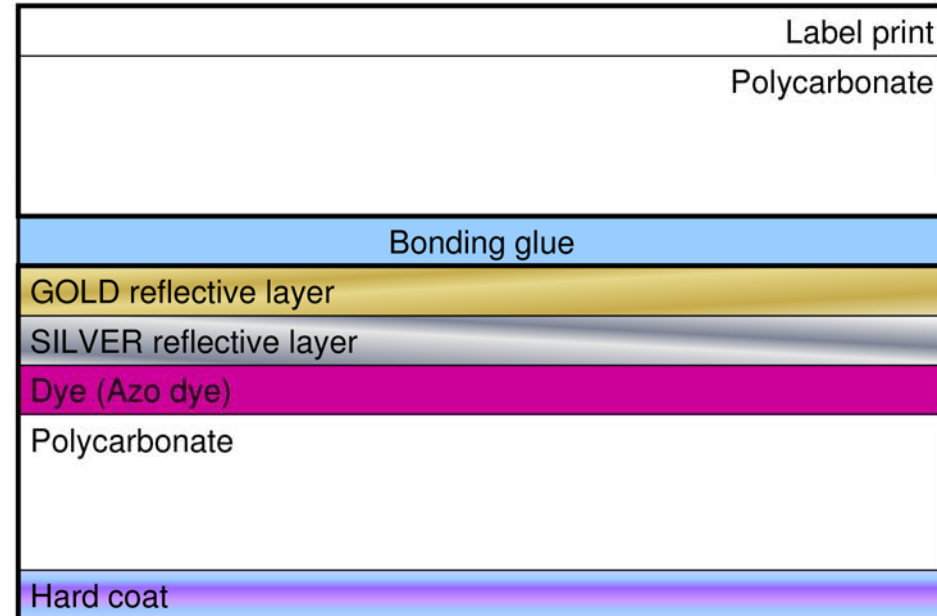 Label print
Polycarbonate
Bonding glue
GOLD reflective layer
SILVER reflective layer
Dye (Azo dye)
Polycarbonate
Hard coat